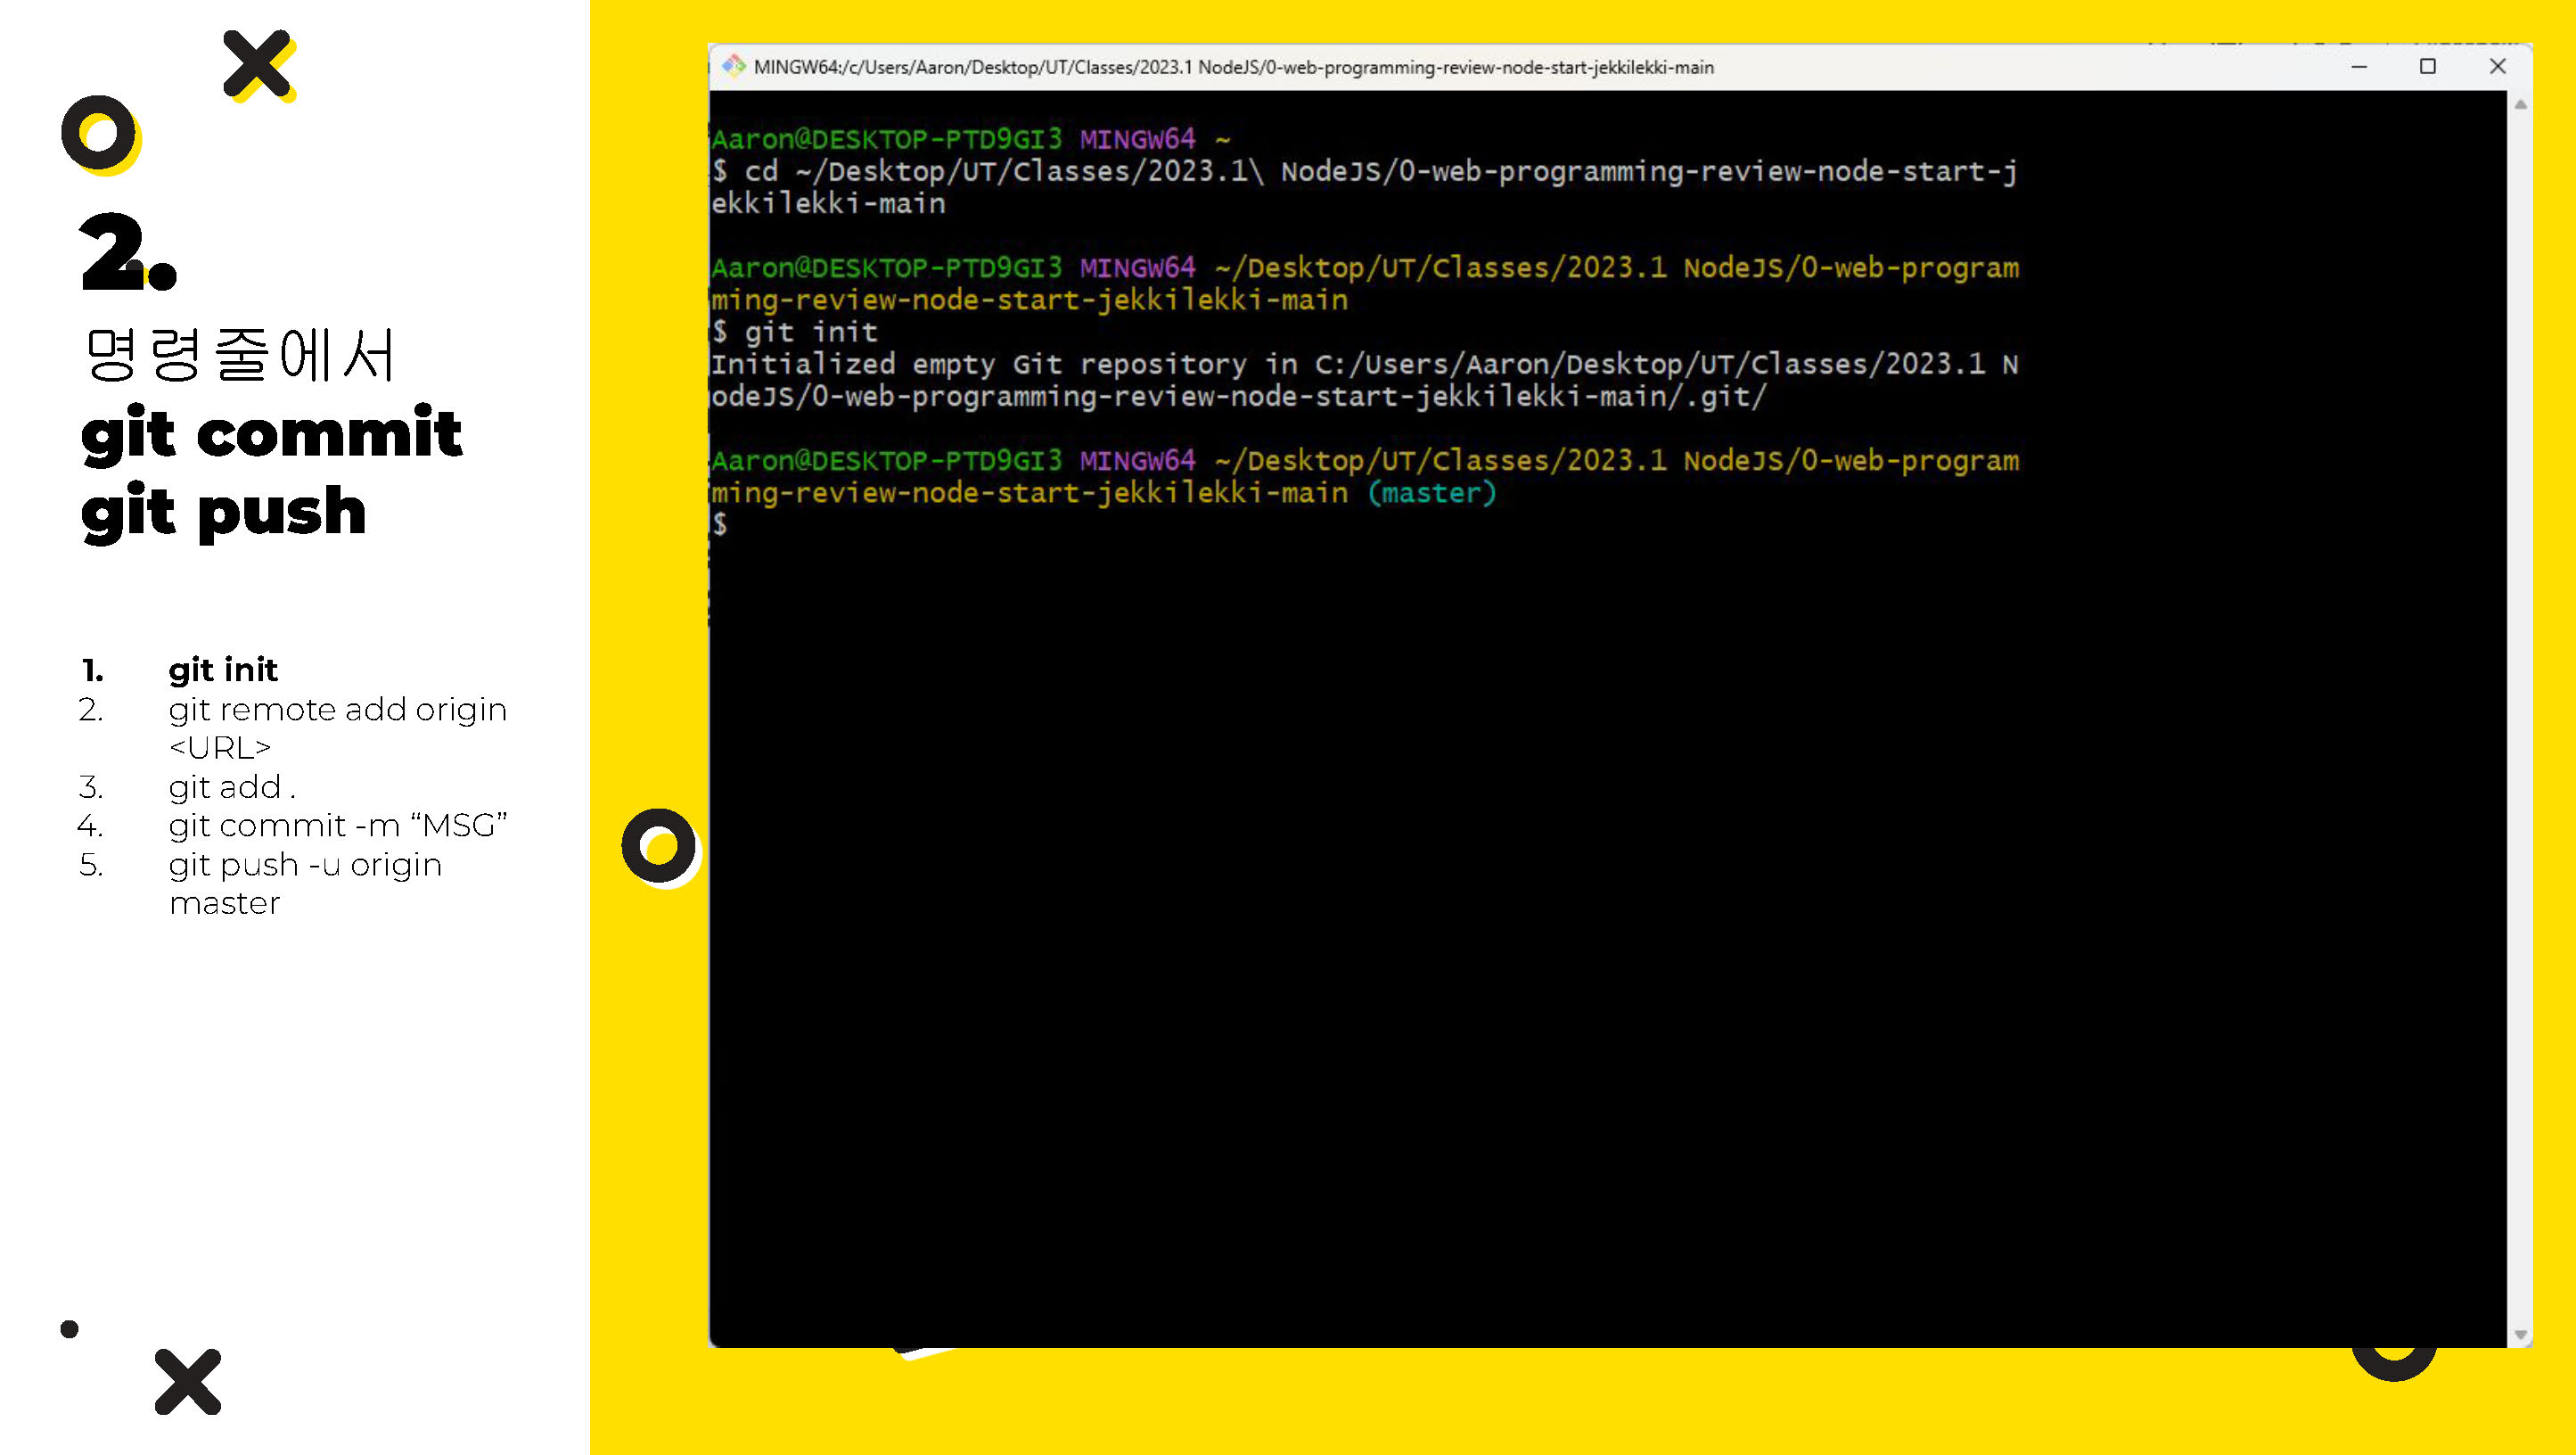 2.
명령줄에서
git commit
git push
1. git init
2. git remote add origin
<URL>
3. git add .
4. git commit -m “MSG”
5. git push -u origin
master
MINGW64:/c/Users/Aaron/Desktop/UT/Classes/2023.1 NodeJS/0-web-programming-review-node-start-jekkilekki-main
Aaron@DESKTOP-PTD9GI3 MINGW64 ~
$ cd ~/Desktop/UT/Classes/2023.1\ NodeJS/0-web-programming-review-node-start-j
ekkilekki-main
Aaron@DESKTOP-PTD9GI3 MINGW64 ~/Desktop/UT/Classes/2023.1 NodeJS/0-web-program
ming-review-node-start-jekkilekki-main
$ git init
Initialized empty Git repository in C:/Users/Aaron/Desktop/UT/Classes/2023.1 N
odeJS/0-web-programming-review-node-start-jekkilekki-main/.git/
Aaron@DESKTOP-PTD9GI3 MINGW64 ~/Desktop/UT/Classes/2023.1 NodeJS/0-web-program
ming-review-node-start-jekkilekki-main (master)
$